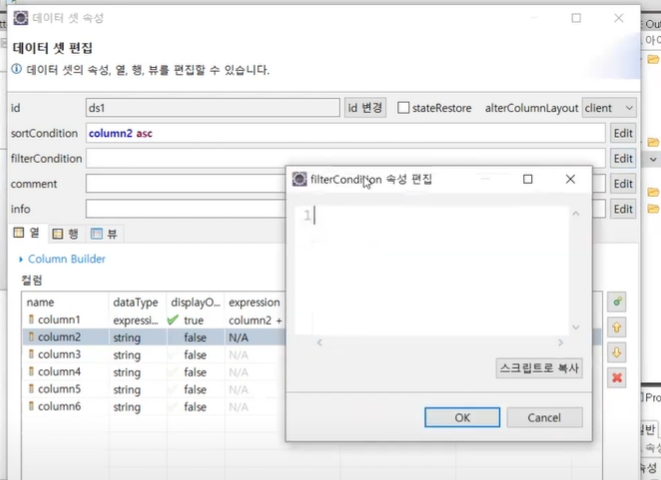 데이터 셋 속성
데이터 셋 편집
데이터 셋의 속성, 열, 행, 뷰를 편집할 수 있습니다.
id ds1 id 변경 stateRestore alterColumnLayout client
sortCondition column2 asc Edit
filterCondition Edit
comment Edit
info Edit
filterCondition 속성 편집
1
스크립트로 복사
OK Cancel
열 행 뷰
Column Builder
컬럼
name dataType displayO... expression
column1 expressi... true column2 +
column2 string false N/A
column3 string false N/A
column4 string false N/A
column5 string false N/A
column6 string false N/A